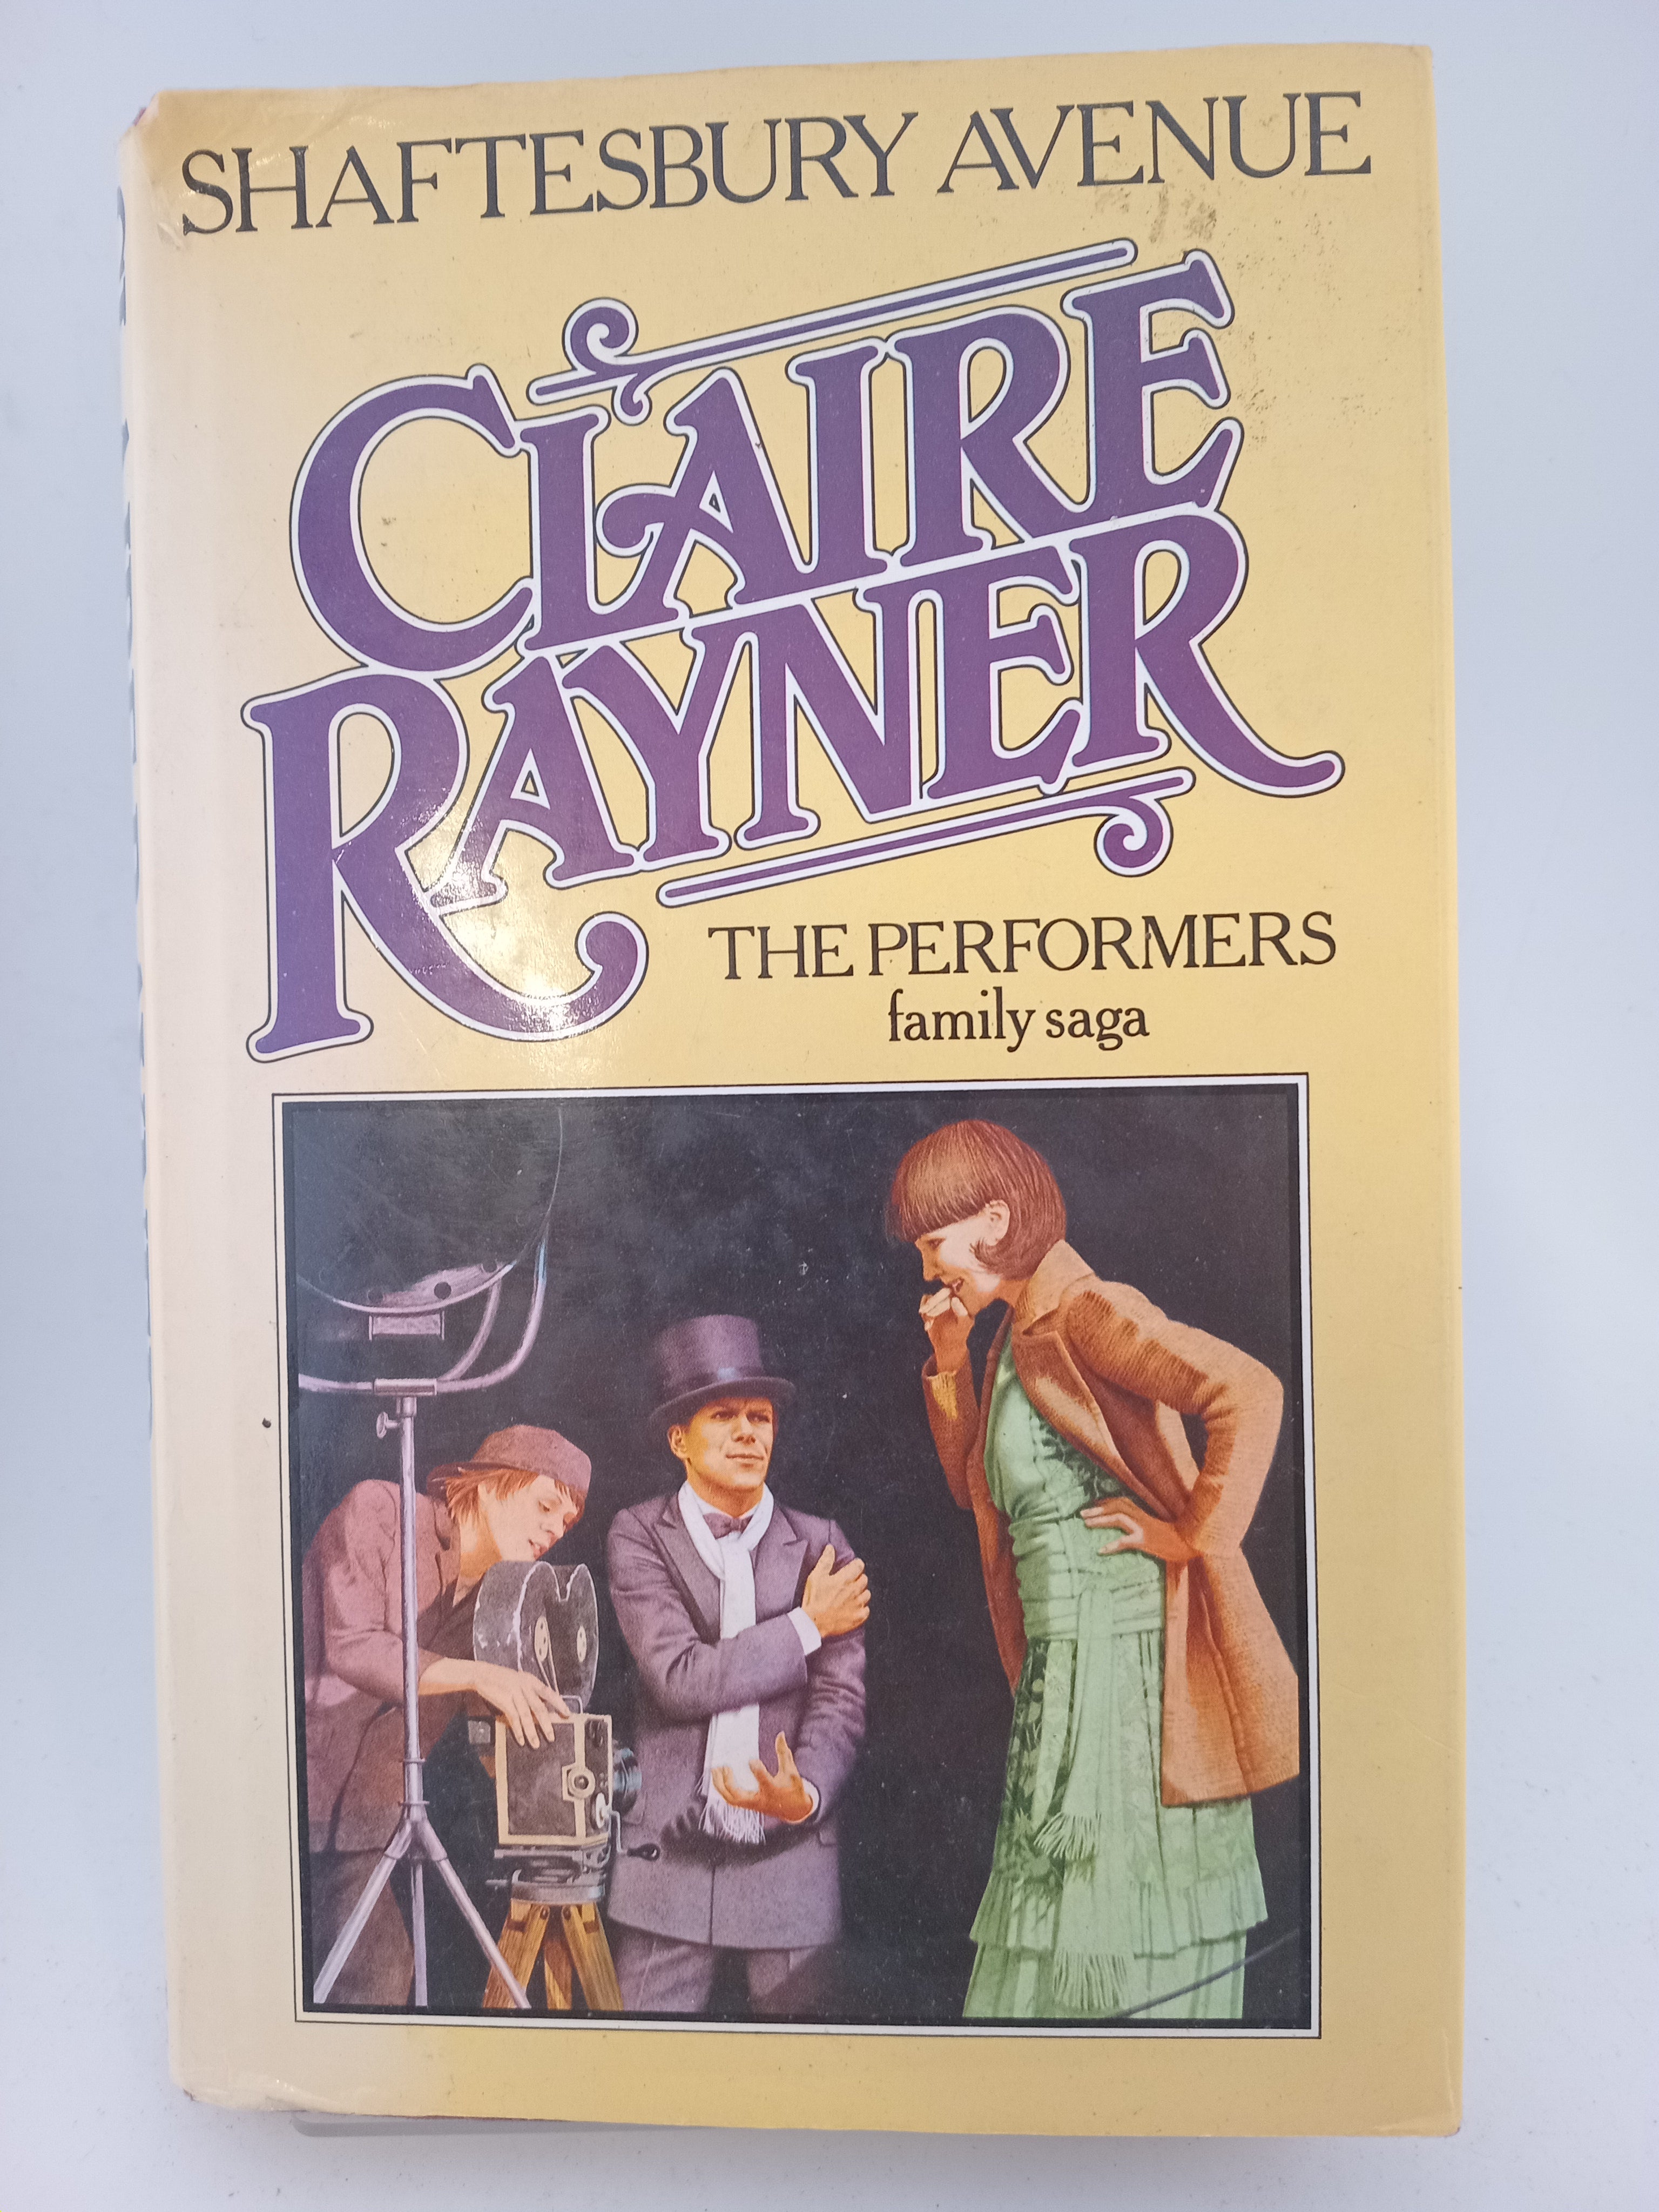 SHAFTESBURY AVENUE
CLAIRE
RAYNER
THE PERFORMERS
family saga